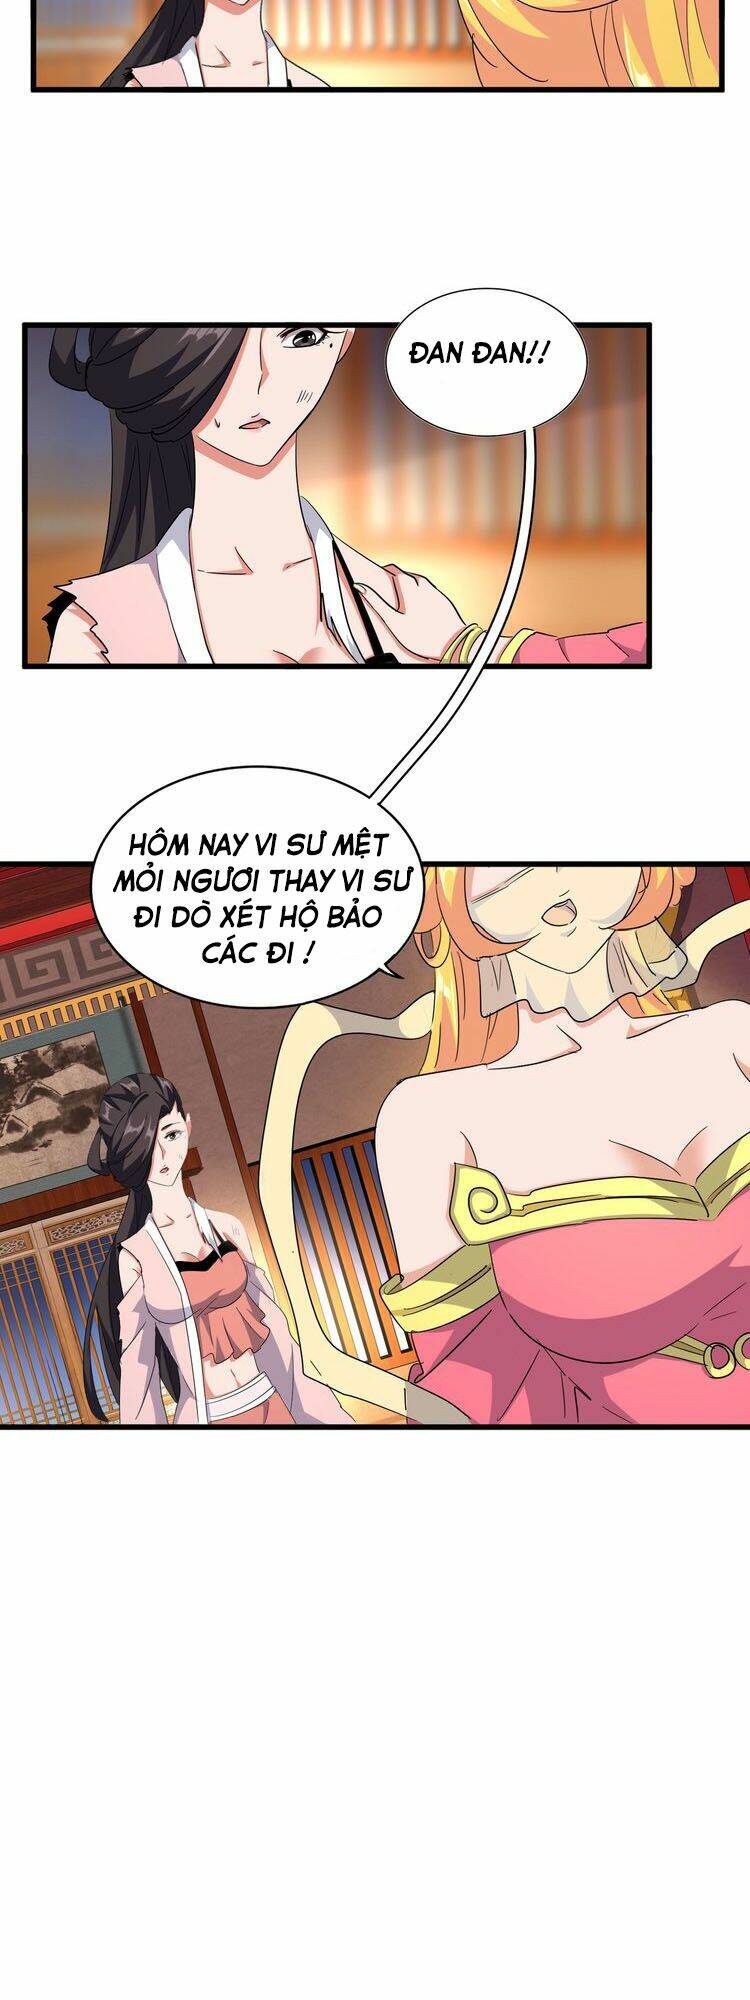 ĐAN ĐAN!!
HÔM NAY VI SƯ MỆT
MỎI NGƯƠI THAY VI SƯ
ĐI DÒ XÉT HỘ BẢO
CÁC ĐI !